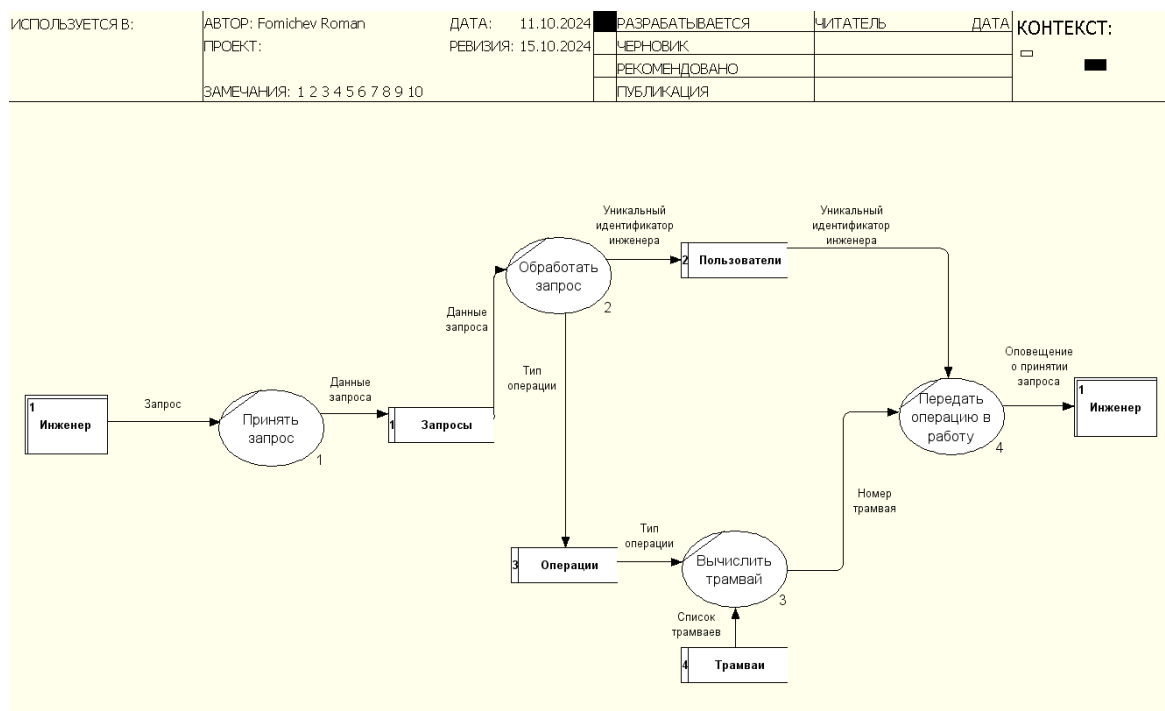 ИСПОЛЬЗУЕТСЯ В:
АВТОР: Fomichev Roman
ДАТА: 11.10.2024
РАЗРАБАТЫВАЕТСЯ
ЧИТАТЕЛЬ
ДАТА
КОНТЕКСТ:
ПРОЕКТ:
РЕВИЗИЯ: 15.10.2024
ЧЕРНОВИК
РЕКОМЕНДОВАНО
ЗАМЕЧАНИЯ: 1 2 3 4 5 6 7 8 9 10
ПУБЛИКАЦИЯ
Уникальный
идентификатор
инженера
Уникальный
идентификатор
инженера
Обработать
запрос
2
2
Пользователи
Данные
запроса
Тип
операции
Оповещение
о принятии
запроса
1
Инженер
Запрос
Принять
запрос
1
Данные
запроса
1
Запросы
Передать
операцию в
работу
4
1
Инженер
Номер
трамвая
3
Операции
Тип
операции
Вычислить
трамвай
3
Список
трамваев
4
Трамваи